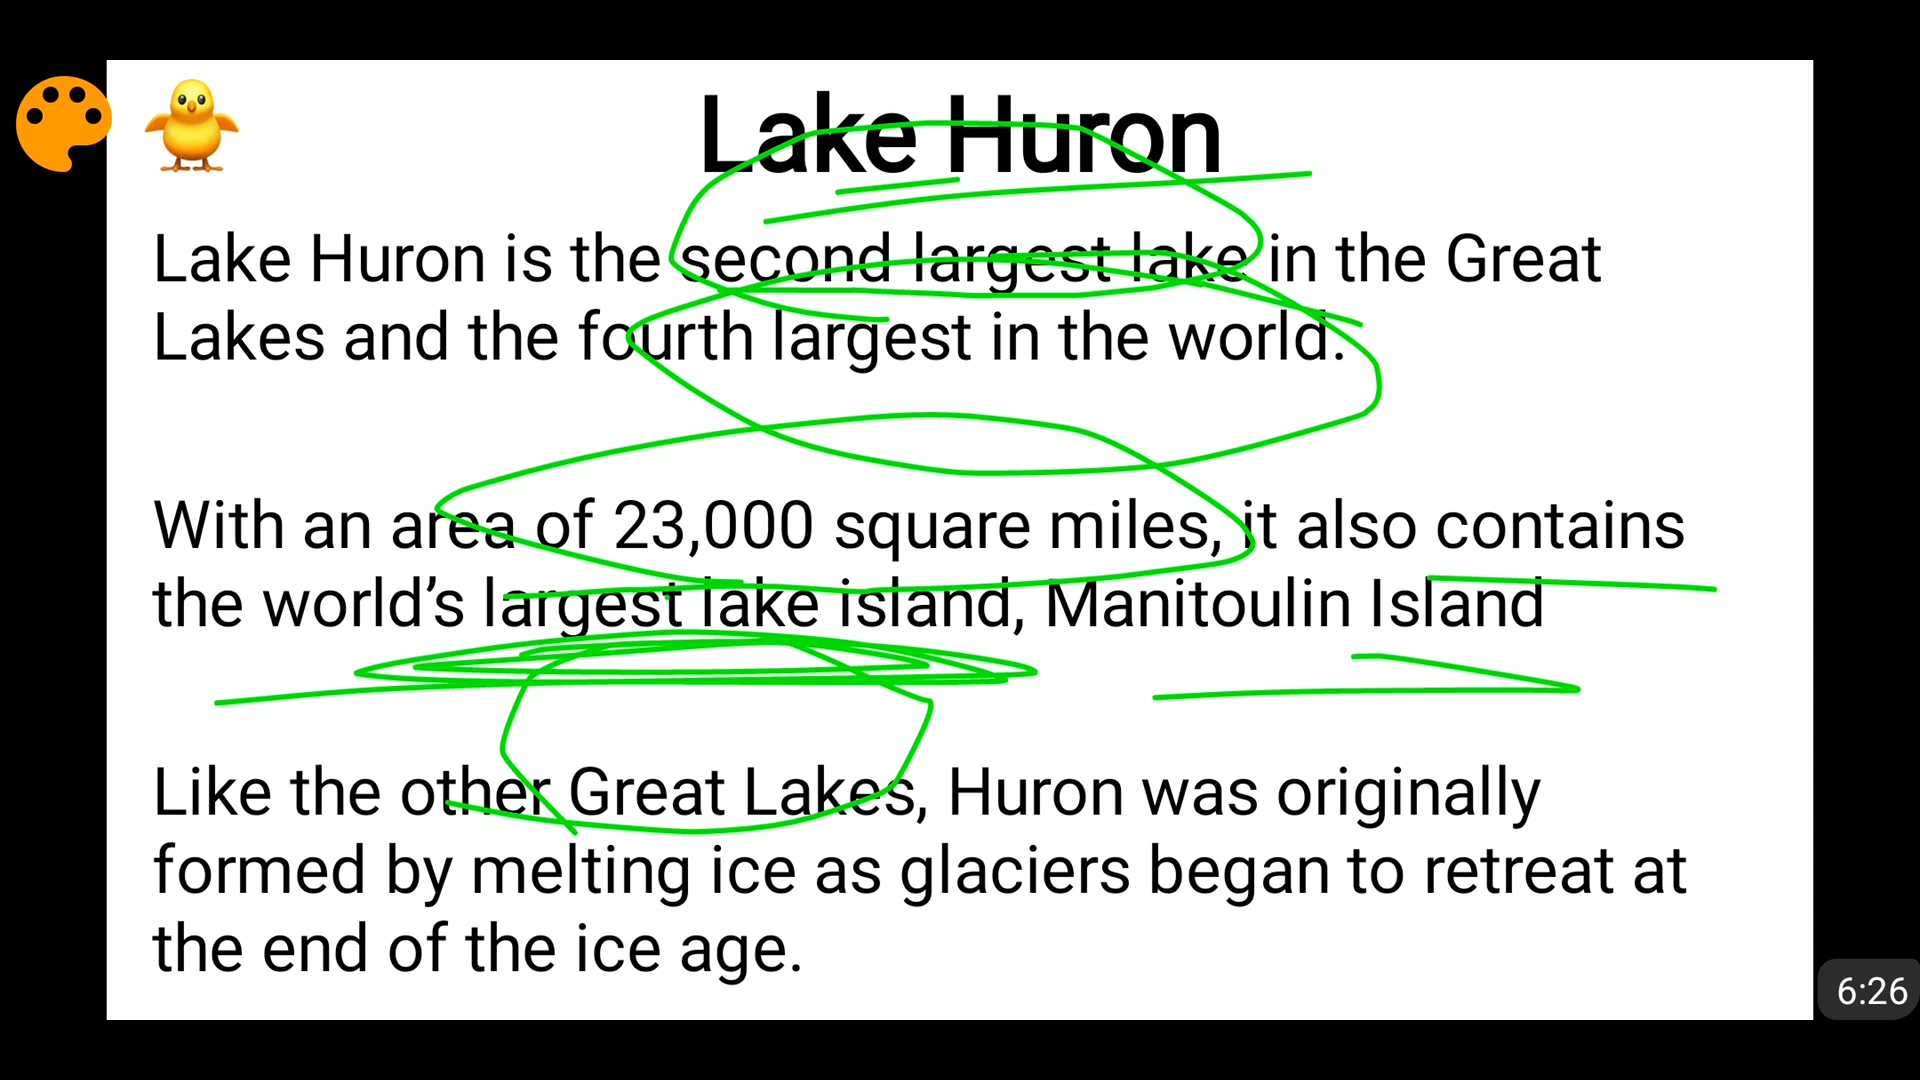 Lake Huron
Lake Huron is the second largest lake in the Great
Lakes and the fourth largest in the world.
With an area of 23,000 square miles, it also contains
the world’s largest lake island, Manitoulin Island
Like the other Great Lakes, Huron was originally
formed by melting ice as glaciers began to retreat at
the end of the ice age.
6:26